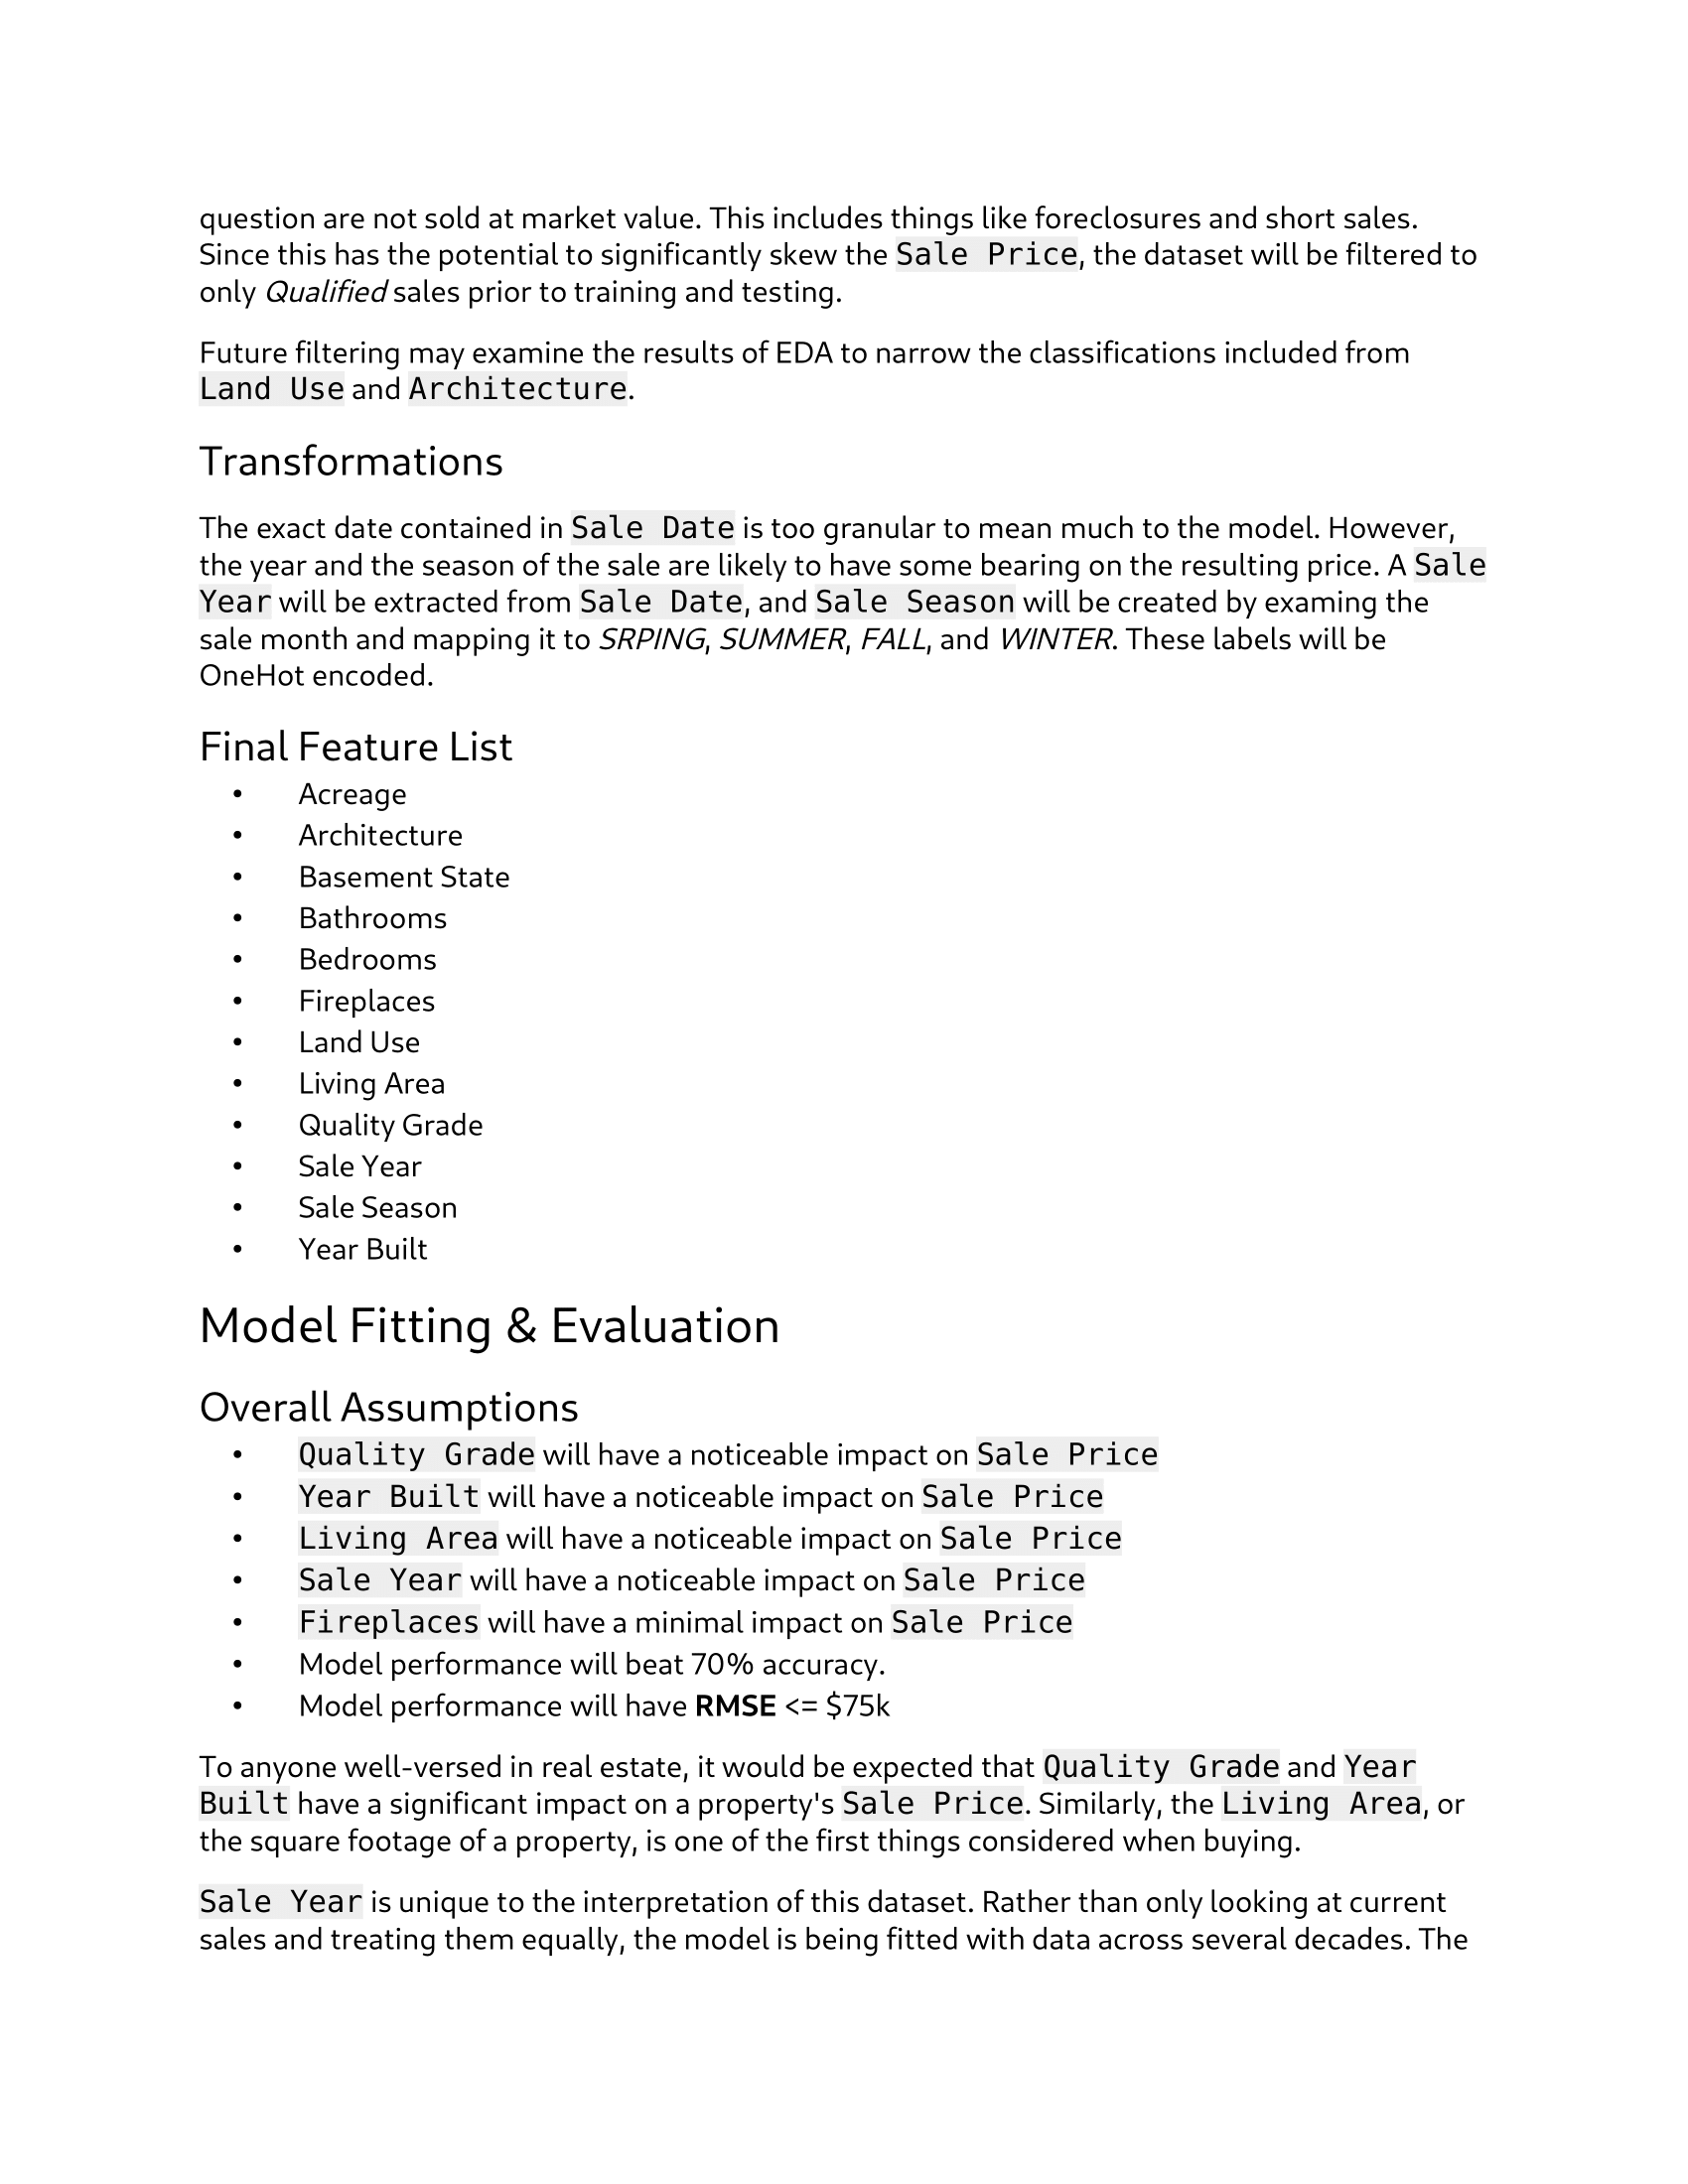 question are not sold at market value. This includes things like foreclosures and short sales.
Since this has the potential to significantly skew the Sale Price, the dataset will be filtered to
only Qualified sales prior to training and testing.
Future filtering may examine the results of EDA to narrow the classifications included from
Land Use and Architecture.
Transformations
The exact date contained in Sale Date is too granular to mean much to the model. However,
the year and the season of the sale are likely to have some bearing on the resulting price. A Sale
Year will be extracted from Sale Date, and Sale Season will be created by examing the
sale month and mapping it to SRPING, SUMMER, FALL, and WINTER. These labels will be
OneHot encoded.
Final Feature List
• Acreage
• Architecture
• Basement State
• Bathrooms
• Bedrooms
• Fireplaces
• Land Use
• Living Area
• Quality Grade
• Sale Year
• Sale Season
• Year Built
Model Fitting & Evaluation
Overall Assumptions
• Quality Grade will have a noticeable impact on Sale Price
• Year Built will have a noticeable impact on Sale Price
• Living Area will have a noticeable impact on Sale Price
• Sale Year will have a noticeable impact on Sale Price
• Fireplaces will have a minimal impact on Sale Price
• Model performance will beat 70% accuracy.
• Model performance will have RMSE <= $75k
To anyone well-versed in real estate, it would be expected that Quality Grade and Year
Built have a significant impact on a property's Sale Price. Similarly, the Living Area, or
the square footage of a property, is one of the first things considered when buying.
Sale Year is unique to the interpretation of this dataset. Rather than only looking at current
sales and treating them equally, the model is being fitted with data across several decades. The